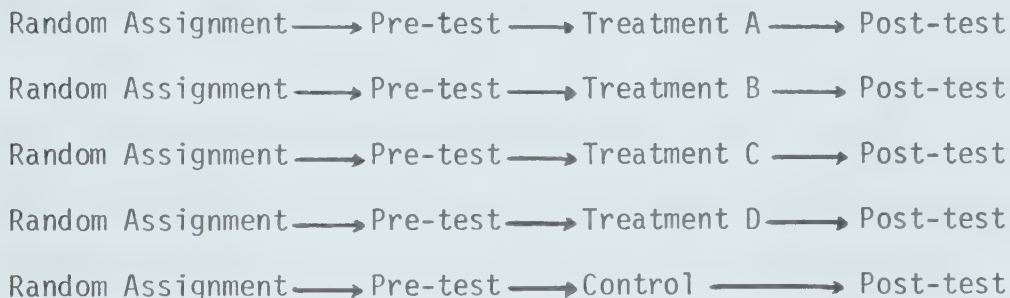 Random Assignment → Pre-test → Treatment A → Post-test
Random Assignment → Pre-test → Treatment B → Post-test
Random Assignment → Pre-test → Treatment C → Post-test
Random Assignment → Pre-test → Treatment D → Post-test
Random Assignment → Pre-test → Control → Post-test